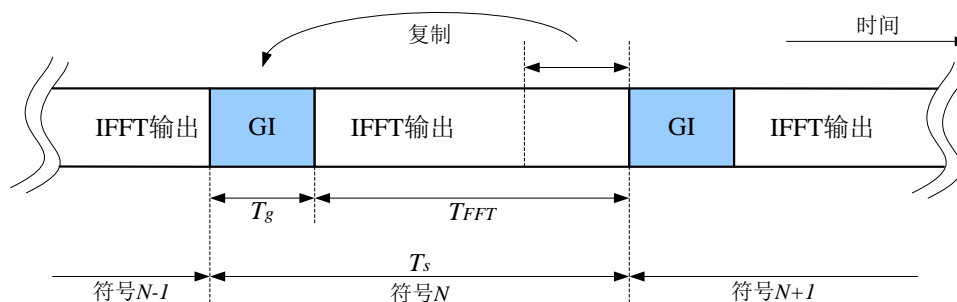 复制
时间
IFFT输出 GI IFFT输出 GI IFFT输出
Tg TFFT
Ts
符号N-1 符号N 符号N+1